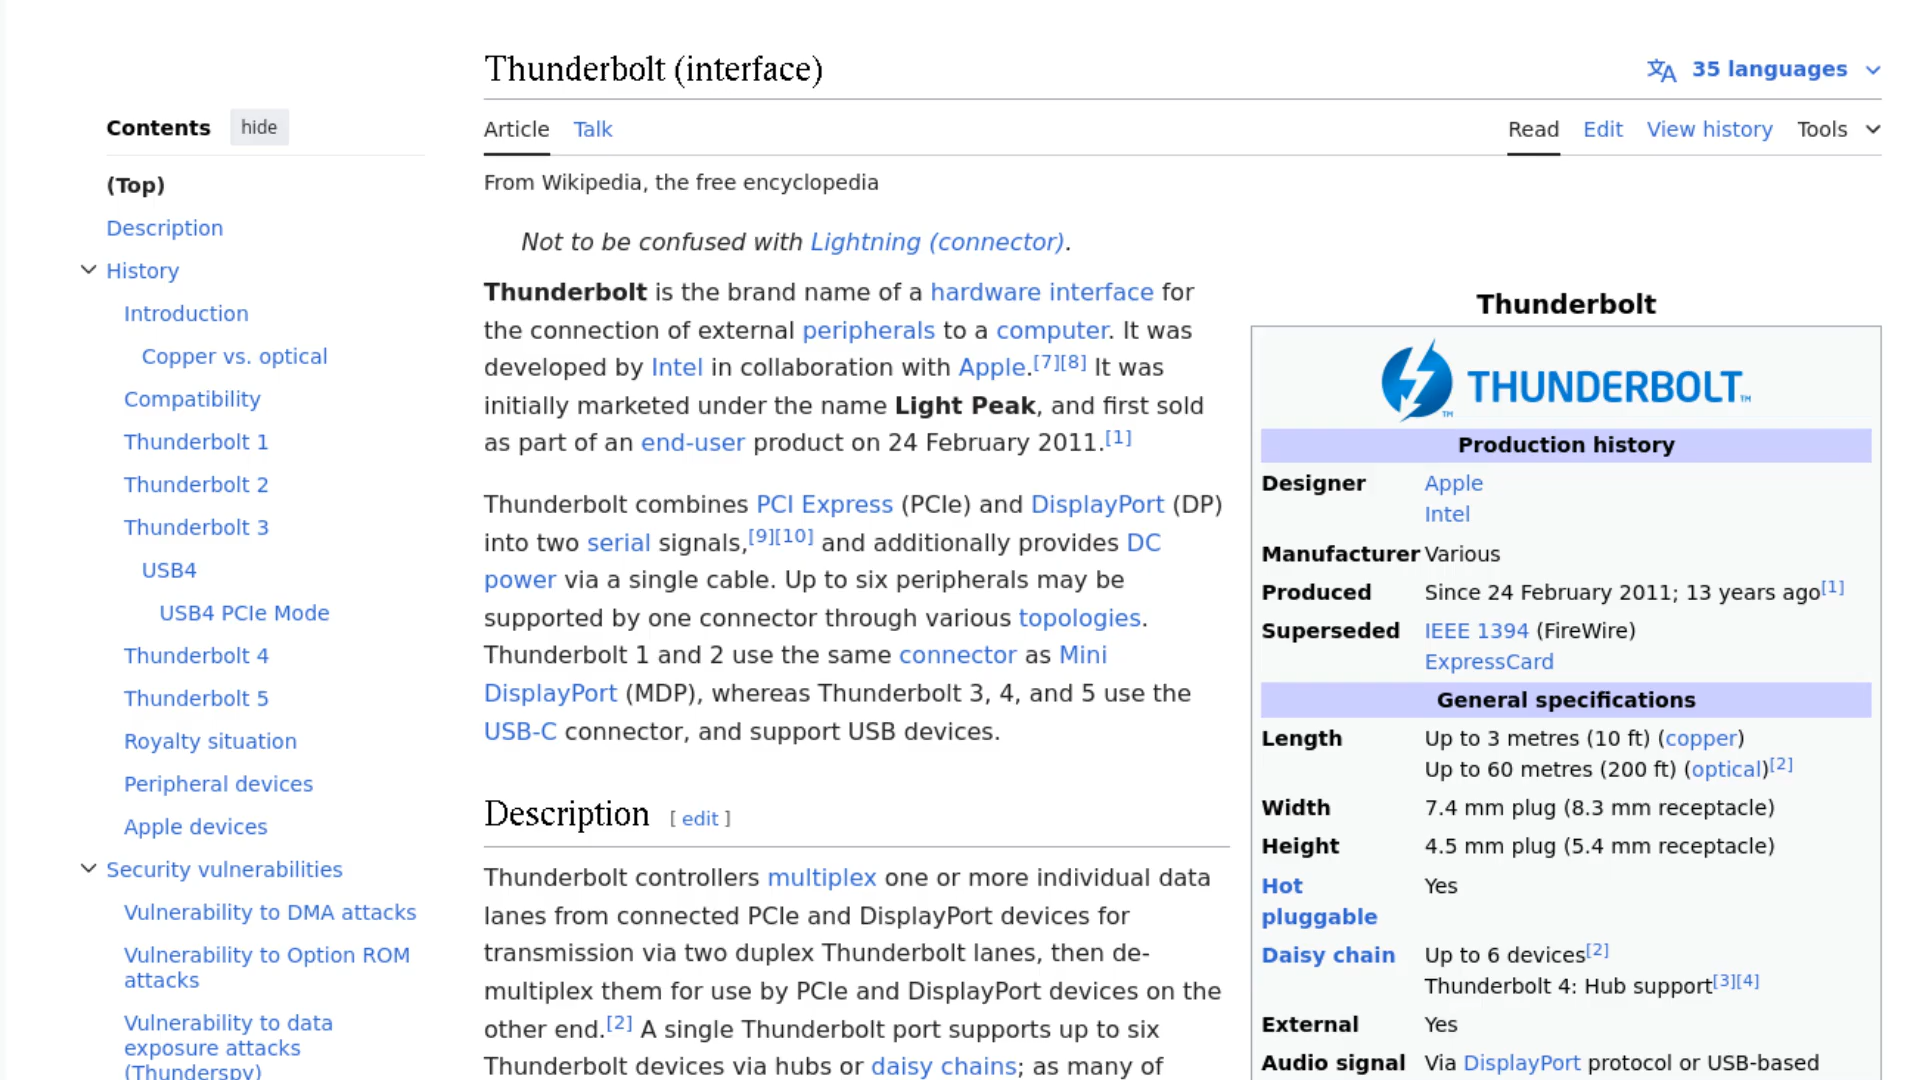 Thunderbolt (interface)
35 languages
Contents hide
(Top)
Description
History
Introduction
Copper vs. optical
Compatibility
Thunderbolt 1
Thunderbolt 2
Thunderbolt 3
USB4
USB4 PCIe Mode
Thunderbolt 4
Thunderbolt 5
Royalty situation
Peripheral devices
Apple devices
Security vulnerabilities
Vulnerability to DMA attacks
Vulnerability to Option ROM
attacks
Vulnerability to data
exposure attacks
(Thunderspy)
Article Talk
Read Edit View history Tools
From Wikipedia, the free encyclopedia
Not to be confused with Lightning (connector).
Thunderbolt is the brand name of a hardware interface for
the connection of external peripherals to a computer. It was
developed by Intel in collaboration with Apple.[7][8] It was
initially marketed under the name Light Peak, and first sold
as part of an end-user product on 24 February 2011.[1]
Thunderbolt combines PCI Express (PCIe) and DisplayPort (DP)
into two serial signals,[9][10] and additionally provides DC
power via a single cable. Up to six peripherals may be
supported by one connector through various topologies.
Thunderbolt 1 and 2 use the same connector as Mini
DisplayPort (MDP), whereas Thunderbolt 3, 4, and 5 use the
USB-C connector, and support USB devices.
Description [ edit ]
Thunderbolt controllers multiplex one or more individual data
lanes from connected PCIe and DisplayPort devices for
transmission via two duplex Thunderbolt lanes, then de-
multiplex them for use by PCIe and DisplayPort devices on the
other end.[2] A single Thunderbolt port supports up to six
Thunderbolt devices via hubs or daisy chains; as many of
Thunderbolt
™ THUNDERBOLT™
Production history
Designer Apple
Intel
Manufacturer Various
Produced Since 24 February 2011; 13 years ago[1]
Superseded IEEE 1394 (FireWire)
ExpressCard
General specifications
Length Up to 3 metres (10 ft) (copper)
Up to 60 metres (200 ft) (optical)[2]
Width 7.4 mm plug (8.3 mm receptacle)
Height 4.5 mm plug (5.4 mm receptacle)
Hot Yes
pluggable
Daisy chain Up to 6 devices[2]
Thunderbolt 4: Hub support[3][4]
External Yes
Audio signal Via DisplayPort protocol or USB-based